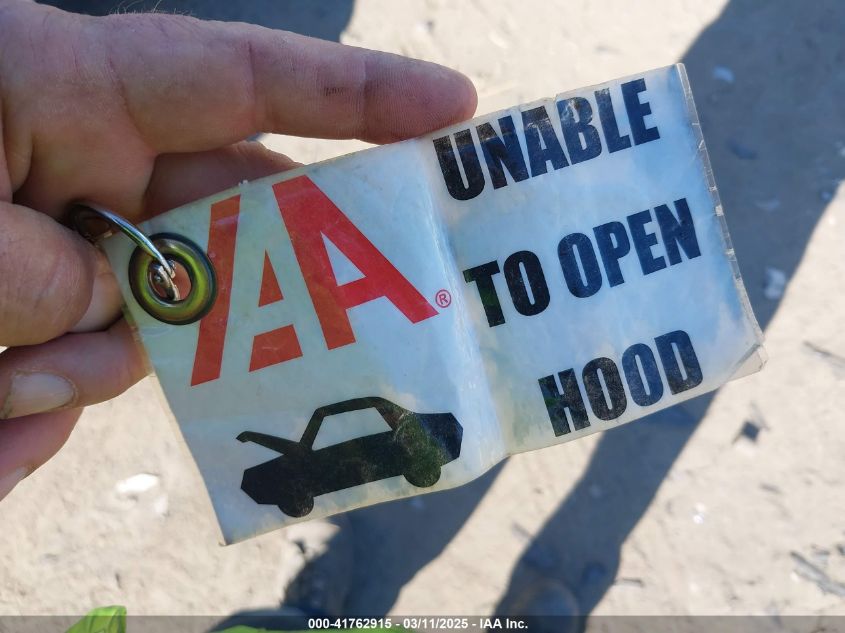 IAA®
UNABLE
TO OPEN
HOOD
000-41762915 - 03/11/2025 - IAA Inc.